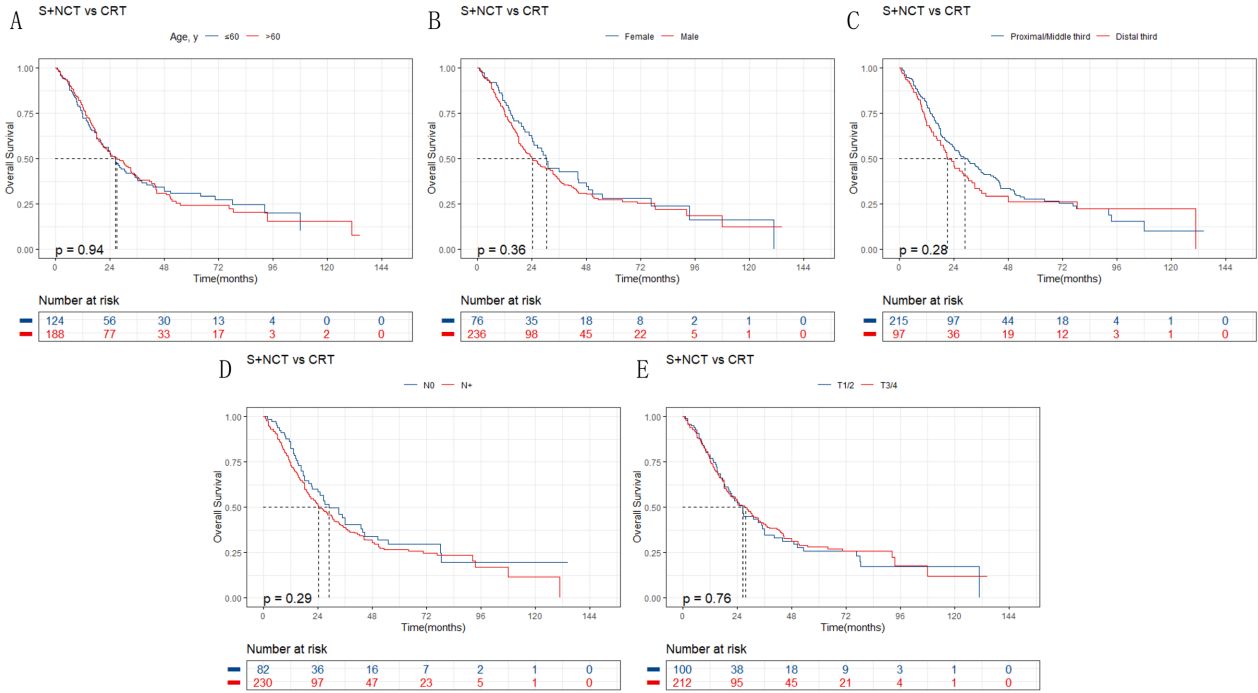 A S+NCT vs CRT
Age, y ≤60 >60
Overall Survival
1.00
0.75
0.50
0.25
0.00
p = 0.94
0 24 48 72 96 120 144
Time(months)
Number at risk
124 56 30 13 4 0 0
188 77 33 17 3 2 0
B S+NCT vs CRT
Female Male
Overall Survival
1.00
0.75
0.50
0.25
0.00
p = 0.36
0 24 48 72 96 120 144
Time(months)
Number at risk
76 35 18 8 2 1 0
236 98 45 22 5 1 0
C S+NCT vs CRT
Proximal/Middle third Distal third
Overall Survival
1.00
0.75
0.50
0.25
0.00
p = 0.28
0 24 48 72 96 120 144
Time(months)
Number at risk
215 97 44 18 4 1 0
97 36 19 12 3 1 0
D S+NCT vs CRT
N0 N+
Overall Survival
1.00
0.75
0.50
0.25
0.00
p = 0.29
0 24 48 72 96 120 144
Time(months)
Number at risk
82 36 16 7 2 1 0
230 97 47 23 5 1 0
E S+NCT vs CRT
T1/2 T3/4
Overall Survival
1.00
0.75
0.50
0.25
0.00
p = 0.76
0 24 48 72 96 120 144
Time(months)
Number at risk
100 38 18 9 3 1 0
212 95 45 21 4 1 0